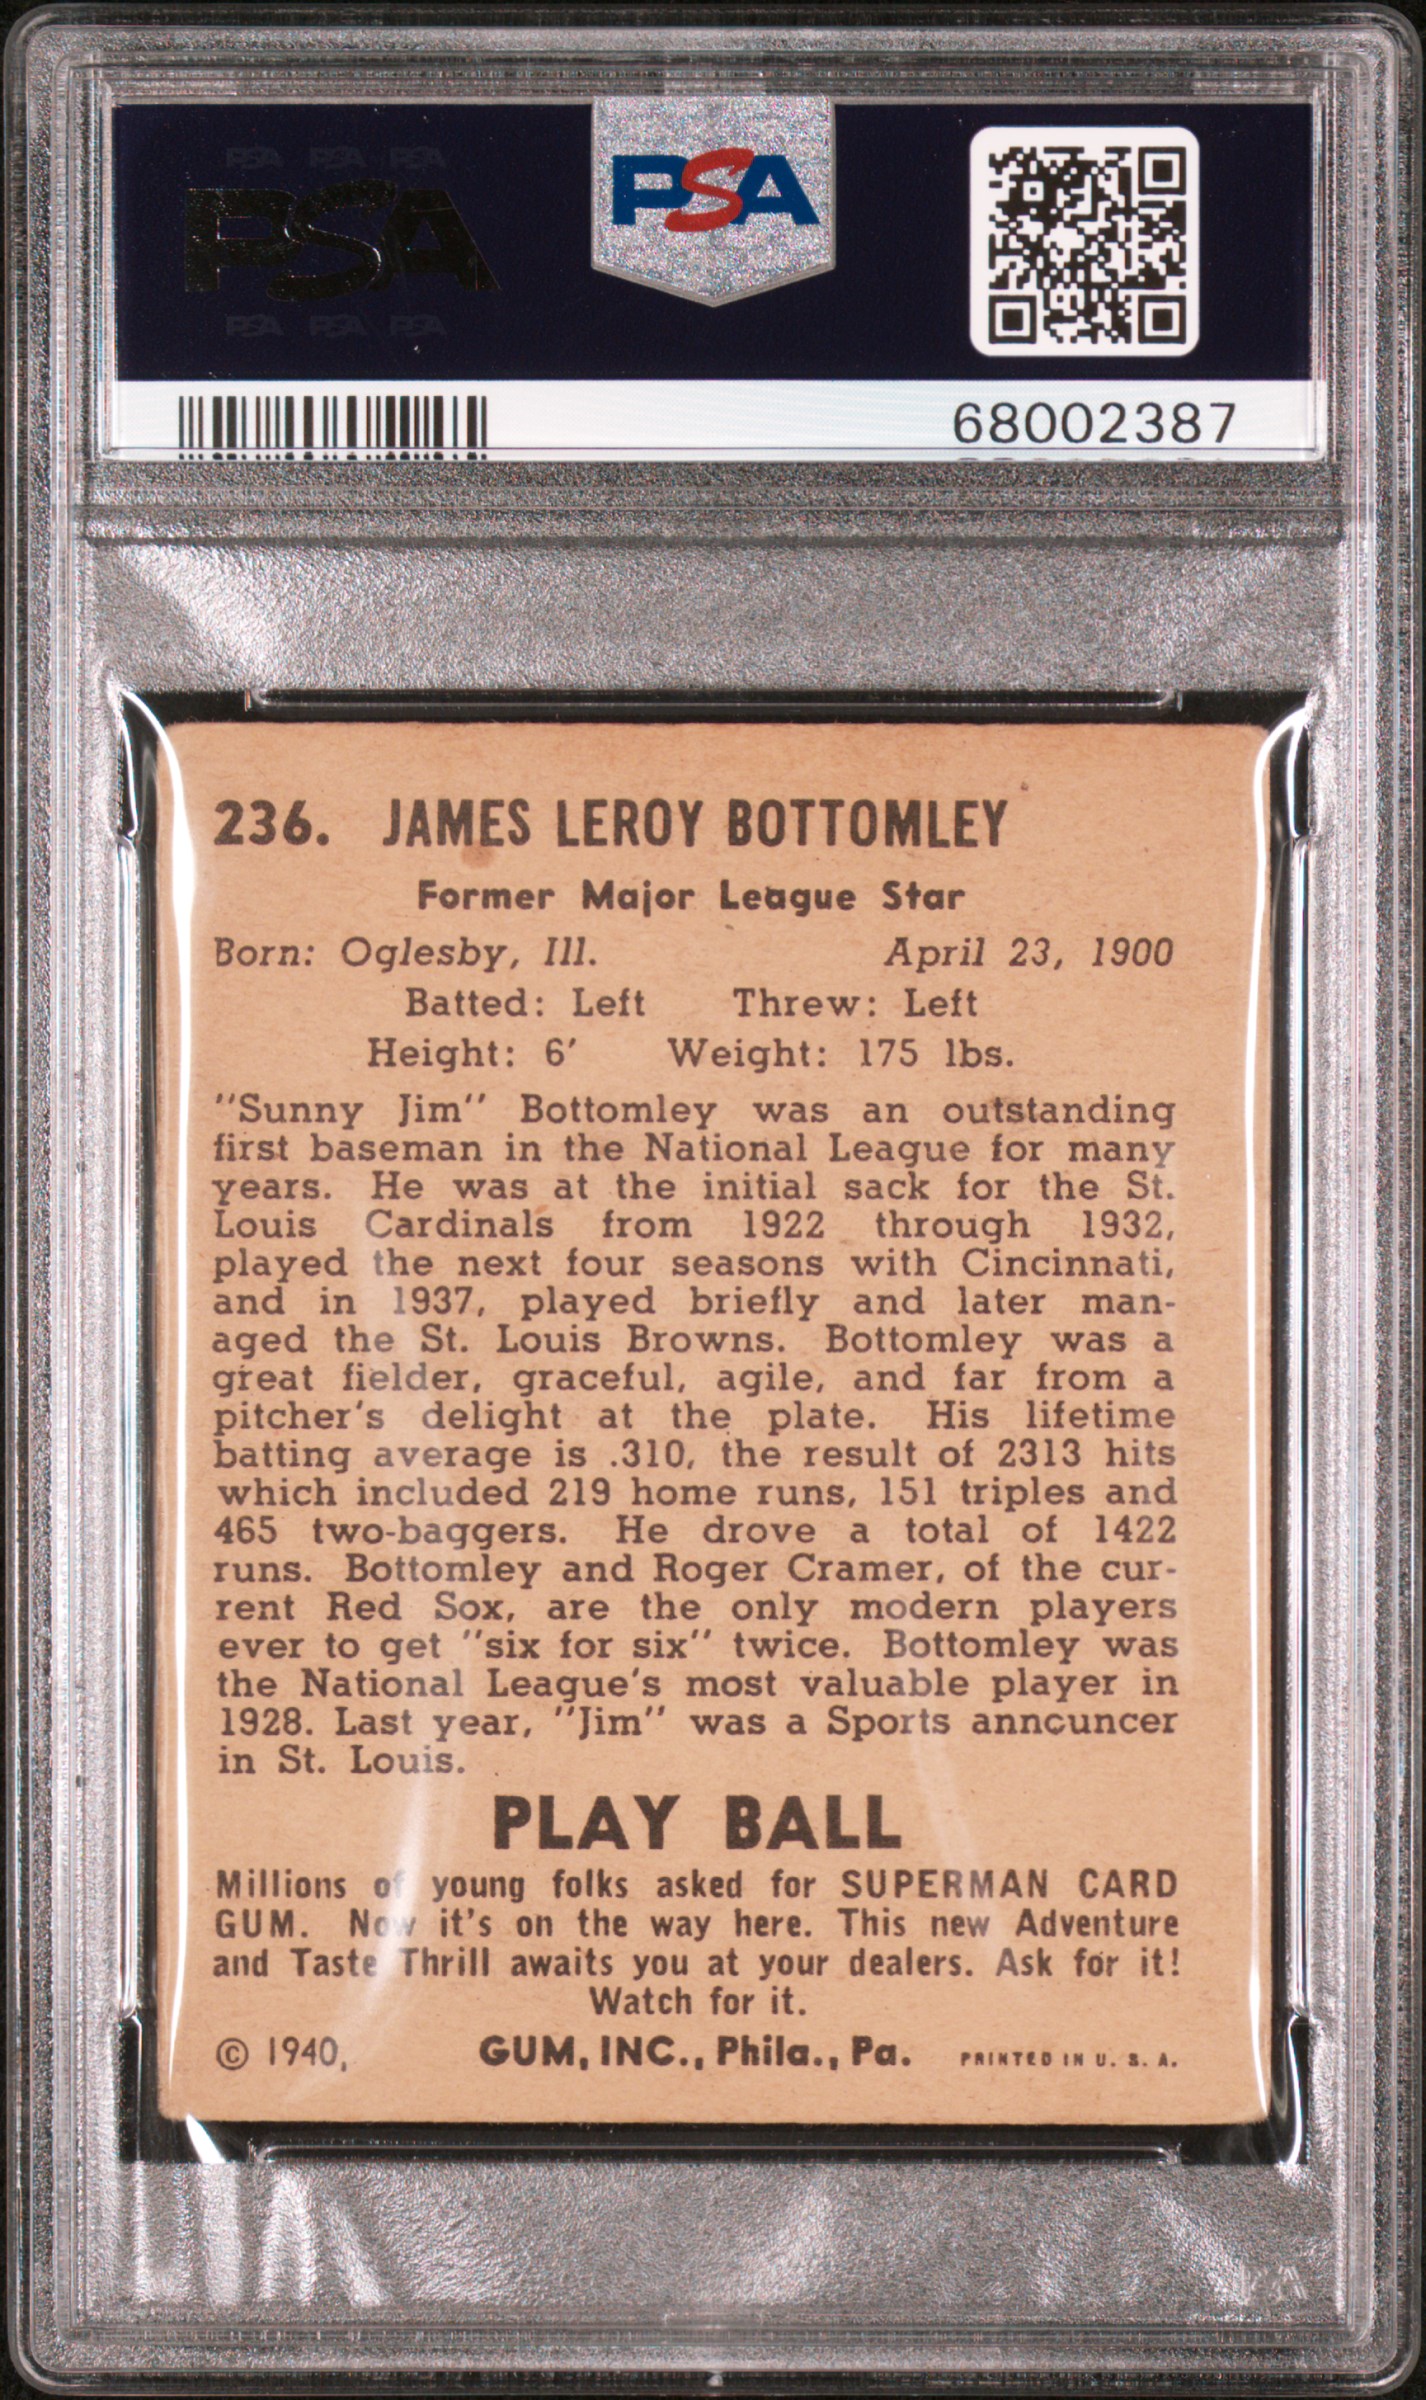 PSA PSA PSA
PSA
PSA PSA PSA
PSA
68002387
236. JAMES LEROY BOTTOMLEY
Former Major League Star
Born: Oglesby, Ill. April 23, 1900
Batted: Left Threw: Left
Height: 6' Weight: 175 lbs.
"Sunny Jim" Bottomley was an outstanding
first baseman in the National League for many
years. He was at the initial sack for the St.
Louis Cardinals from 1922 through 1932,
played the next four seasons with Cincinnati,
and in 1937, played briefly and later man-
aged the St. Louis Browns. Bottomley was a
great fielder, graceful, agile, and far from a
pitcher's delight at the plate. His lifetime
batting average is .310, the result of 2313 hits
which included 219 home runs, 151 triples and
465 two-baggers. He drove a total of 1422
runs. Bottomley and Roger Cramer, of the cur-
rent Red Sox, are the only modern players
ever to get "six for six" twice. Bottomley was
the National League's most valuable player in
1928. Last year, "Jim" was a Sports anncuncer
in St. Louis.
PLAY BALL
Millions of young folks asked for SUPERMAN CARD
GUM. Now it's on the way here. This new Adventure
and Taste Thrill awaits you at your dealers. Ask for it!
Watch for it.
© 1940, GUM, INC., Phila., Pa. PRINTED IN U. S. A.
PSA